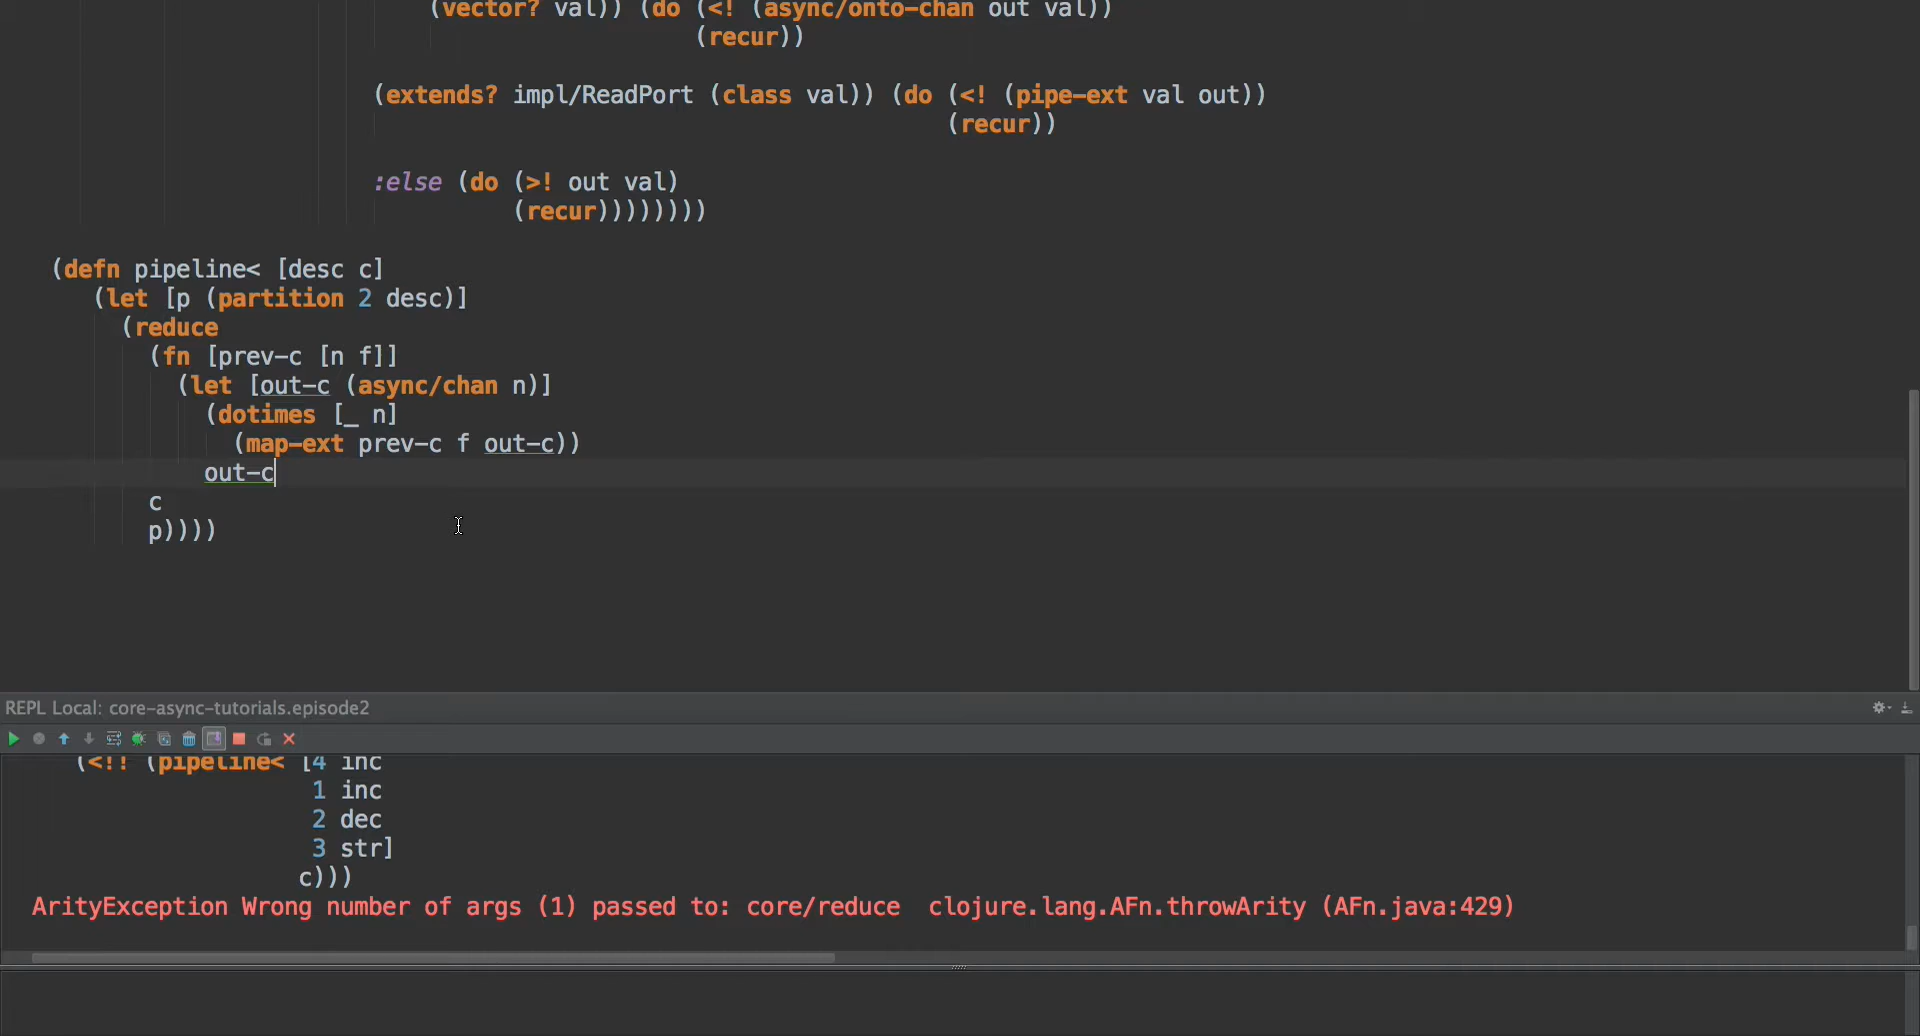 (vector? val)) (do (<! (async/onto-chan out val))
(recur))
(extends? impl/ReadPort (class val)) (do (<! (pipe-ext val out))
(recur))
:else (do (>! out val)
(recur))))))))
(defn pipeline< [desc c]
(let [p (partition 2 desc)]
(reduce
(fn [prev-c [n f]]
(let [out-c (async/chan n)]
(dotimes [_ n]
(map-ext prev-c f out-c))
out-c
c
p))))
REPL Local: core-async-tutorials.episode2
(<!! (pipeline< [4 inc
1 inc
2 dec
3 str]
c)))
ArityException Wrong number of args (1) passed to: core/reduce clojure.lang.AFn.throwArity (AFn.java:429)